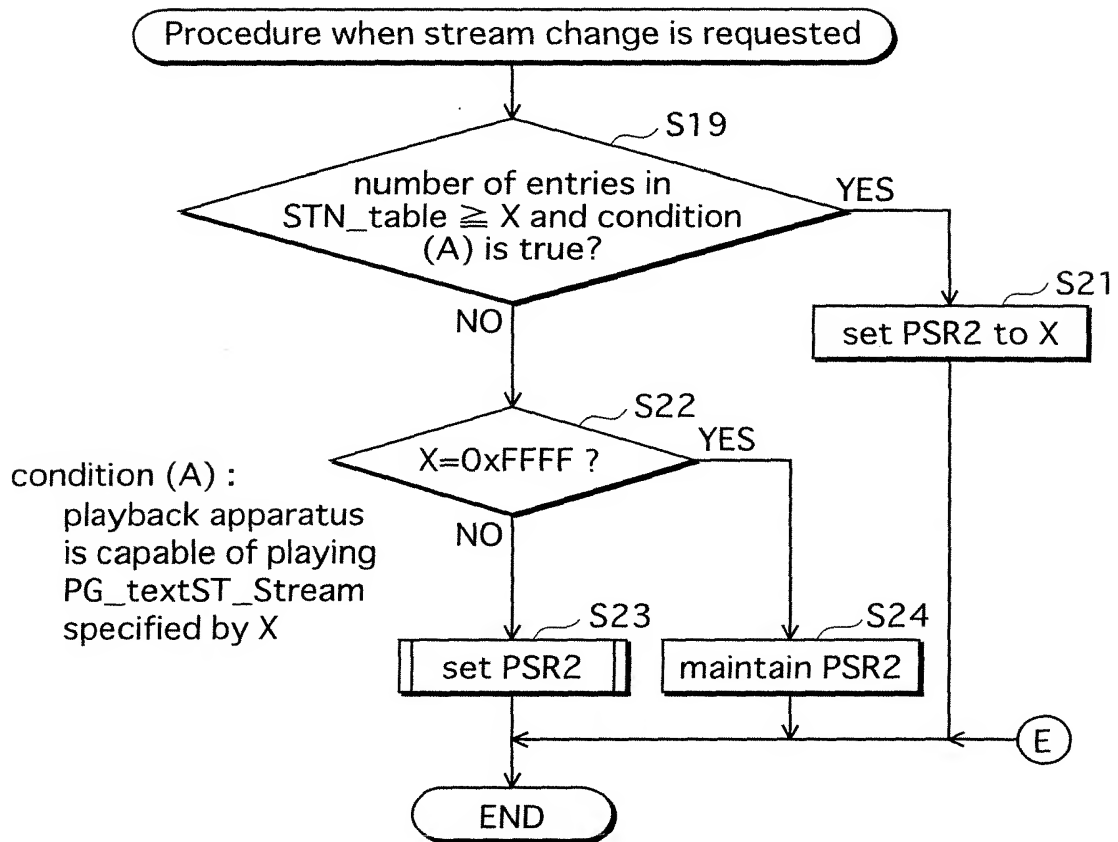 Procedure when stream change is requested
S19
number of entries in
STN_table ≧ X and condition
(A) is true?
YES
S21
set PSR2 to X
NO
S22
X=0xFFFF ?
YES
NO
condition (A) :
playback apparatus
is capable of playing
PG_textST_Stream
specified by X
S23
set PSR2
S24
maintain PSR2
E
END